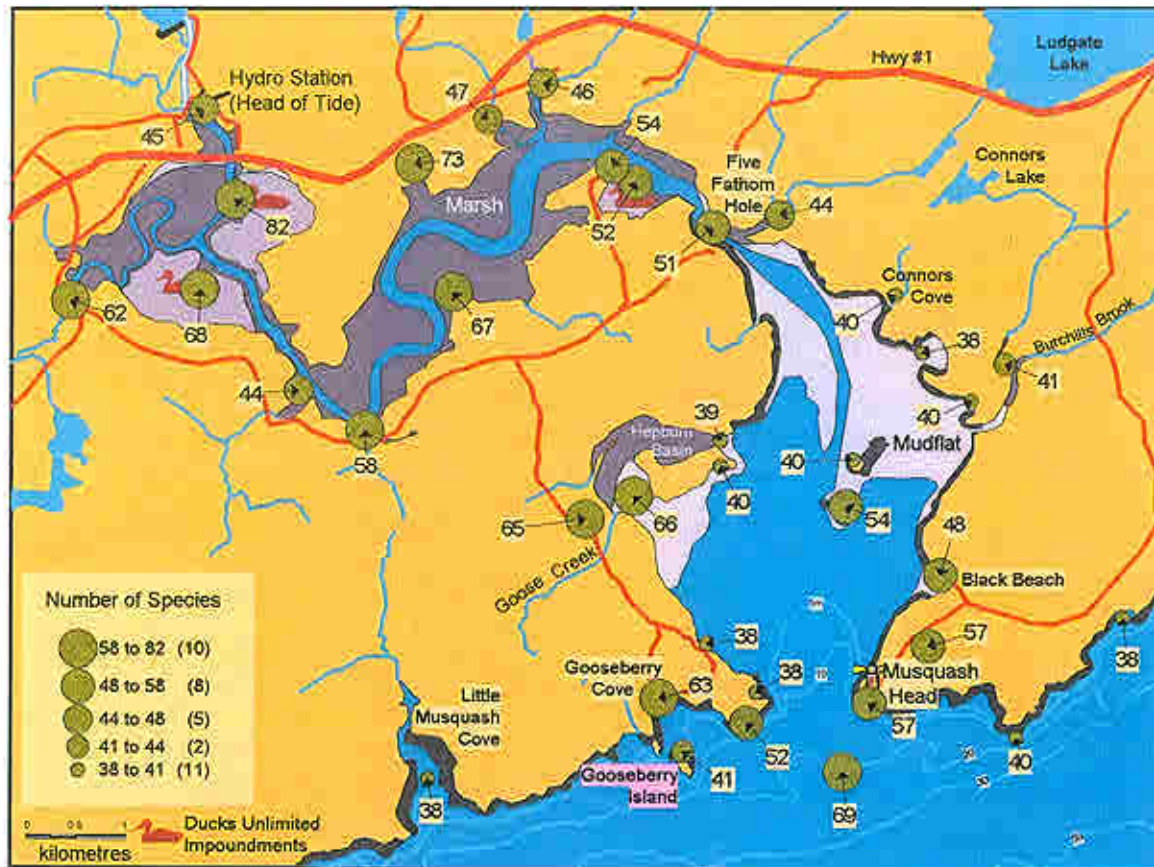 Ludgate
Lake
Hwy #1
Hydro Station
(Head of Tide)
47
46
45
54
73
Five
Fathom
Hole
Connors
Lake
Marsh
44
82
52
51
62
68
67
Connors
Cove
40
38
Burchills Brook
41
44
40
39
Hepburn
Basin
Mudflat
58
40
40
65
66
54
48
Goose Creek
Black Beach
Number of Species
58 to 82 (10)
48 to 58 (8)
44 to 48 (5)
41 to 44 (2)
38 to 41 (11)
38
57
38
Gooseberry
Cove
63
38
Musquash
Head
Little
Musquash
Cove
57
52
40
41
Gooseberry
Island
38
69
0 .5 1
kilometres
Ducks Unlimited
Impoundments